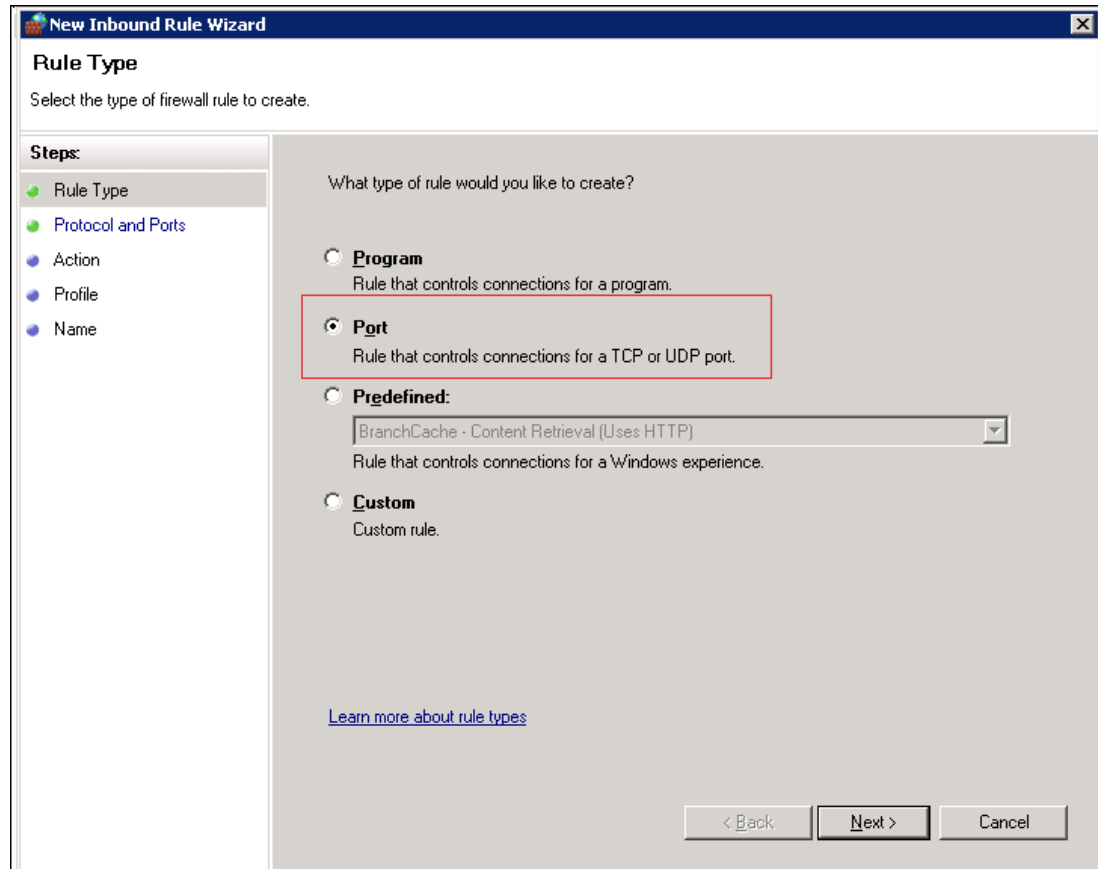 New Inbound Rule Wizard
Rule Type
Select the type of firewall rule to create.
Steps:
Rule Type
Protocol and Ports
Action
Profile
Name
What type of rule would you like to create?
Program
Rule that controls connections for a program.
Port
Rule that controls connections for a TCP or UDP port.
Predefined:
BranchCache - Content Retrieval (Uses HTTP)
Rule that controls connections for a Windows experience.
Custom
Custom rule.
Learn more about rule types
< Back Next > Cancel